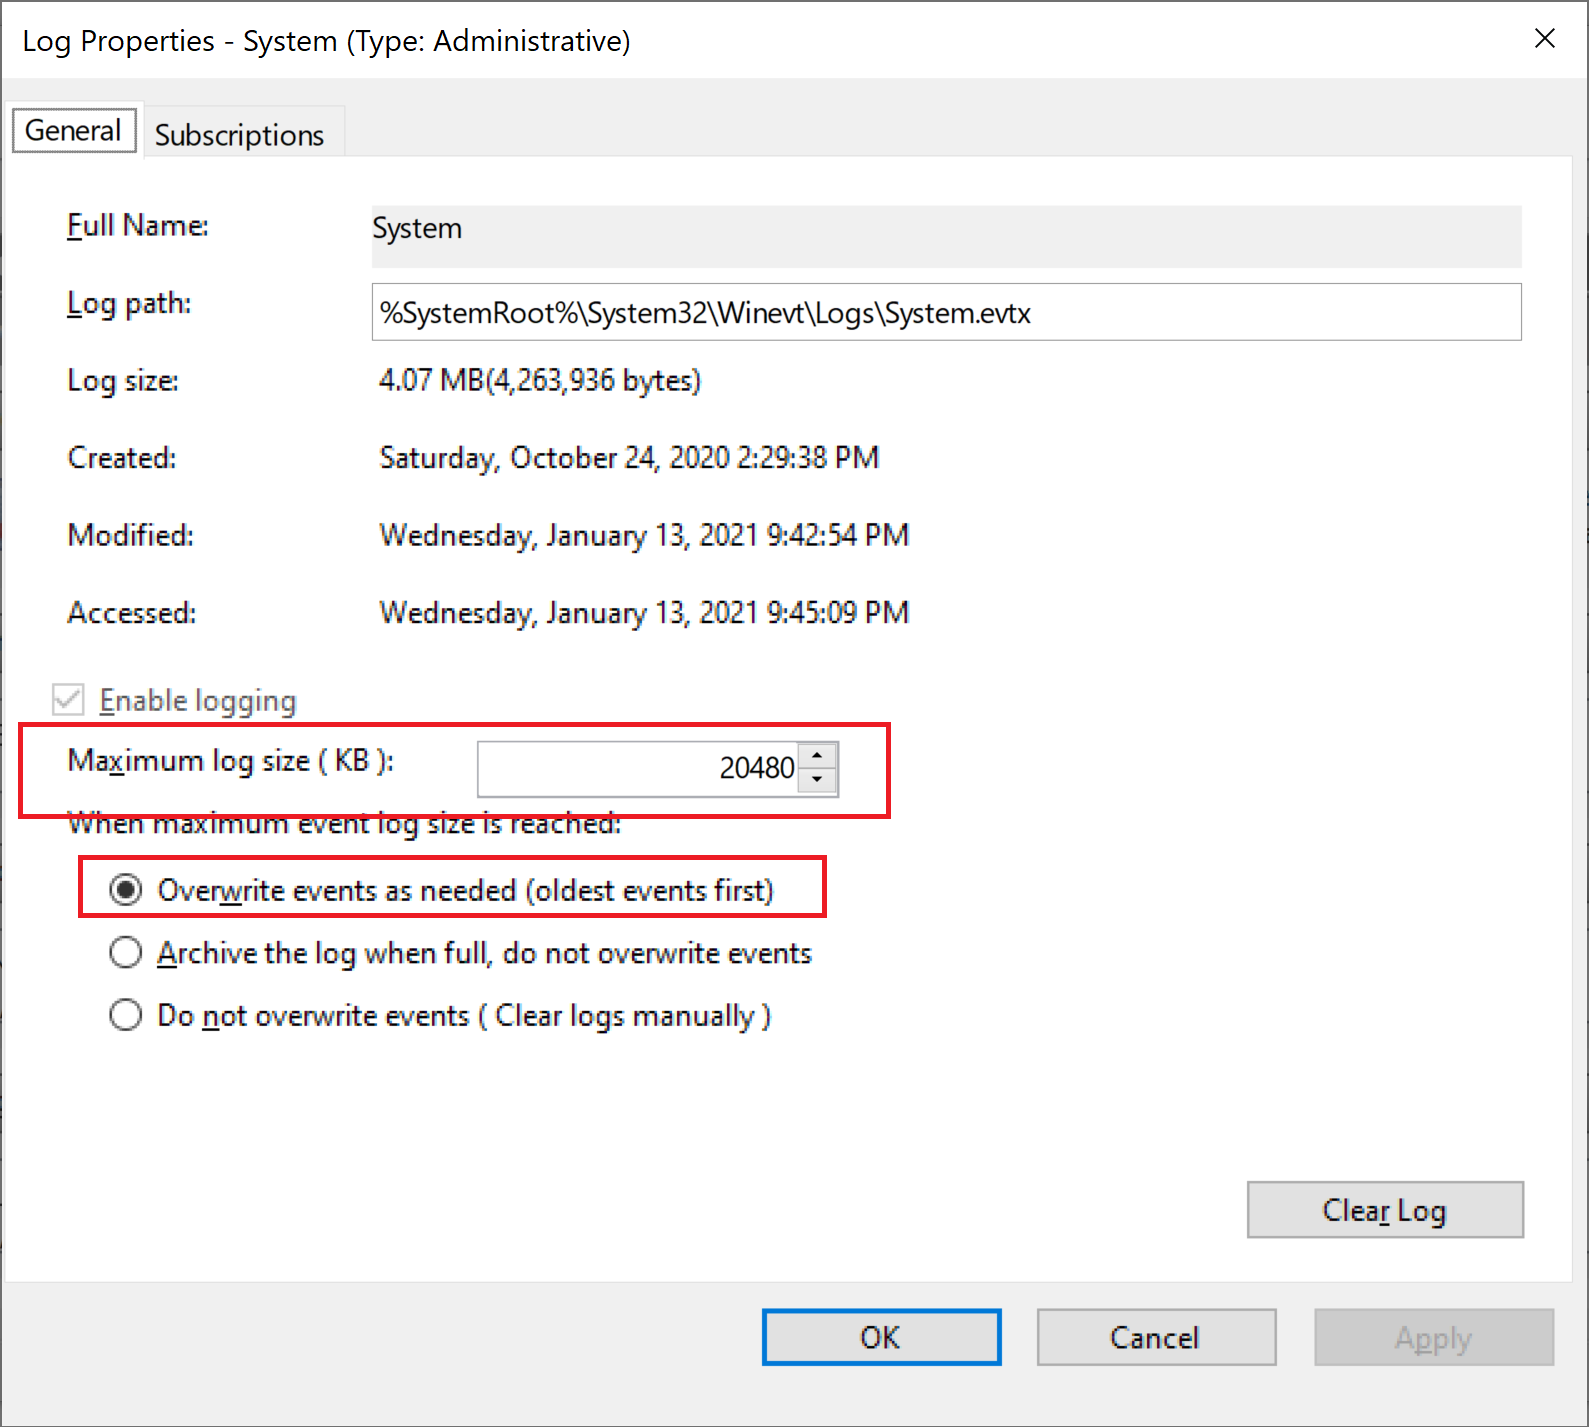 Log Properties - System (Type: Administrative)
General
Subscriptions
Full Name:
System
Log path:
%SystemRoot%\System32\Winevt\Logs\System.evtx
Log size:
4.07 MB(4,263,936 bytes)
Created:
Saturday, October 24, 2020 2:29:38 PM
Modified:
Wednesday, January 13, 2021 9:42:54 PM
Accessed:
Wednesday, January 13, 2021 9:45:09 PM
Enable logging
Maximum log size ( KB ):
20480
When maximum event log size is reached:
Overwrite events as needed (oldest events first)
Archive the log when full, do not overwrite events
Do not overwrite events ( Clear logs manually )
Clear Log
OK
Cancel
Apply